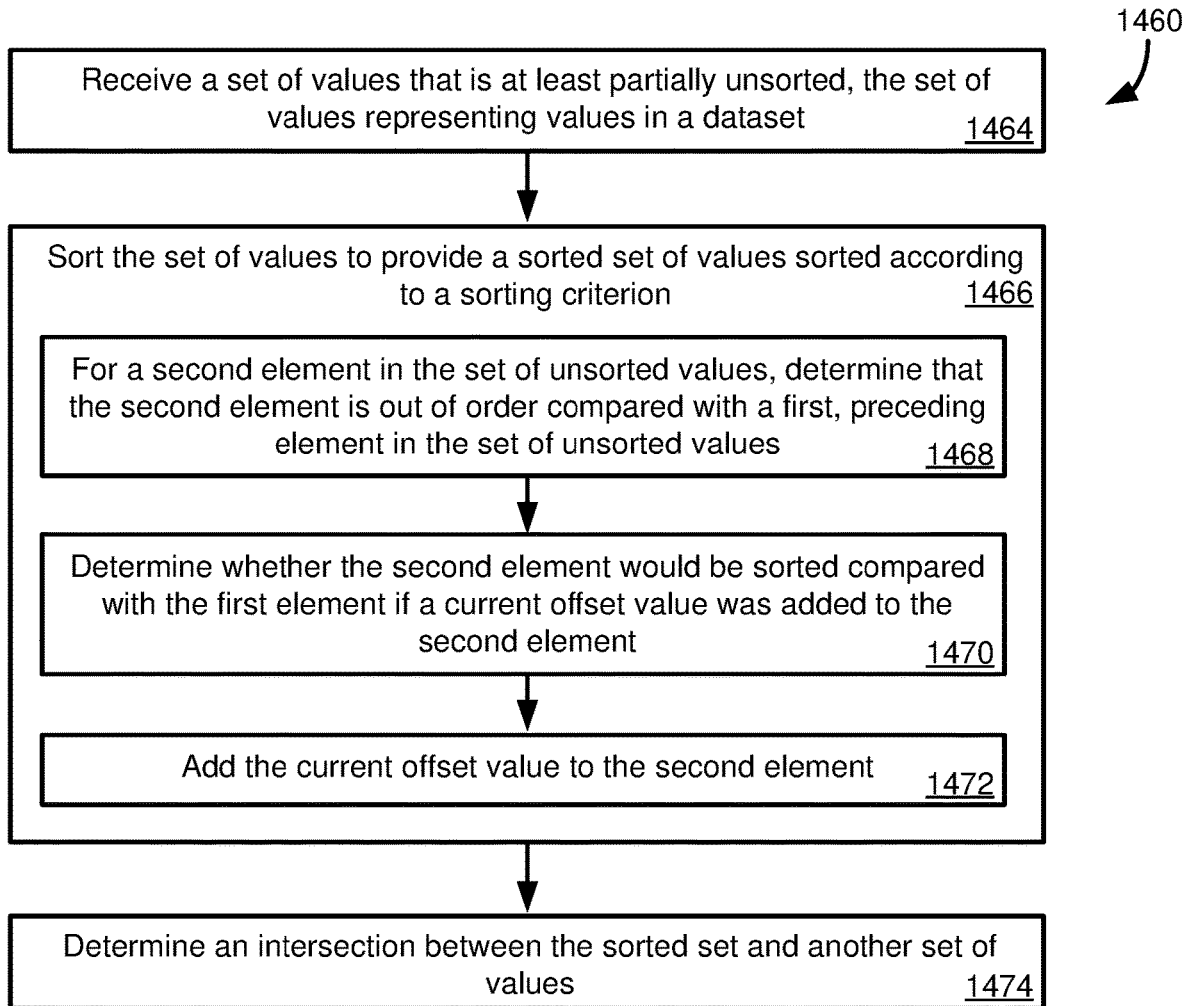 1460
Receive a set of values that is at least partially unsorted, the set of
values representing values in a dataset
1464
Sort the set of values to provide a sorted set of values sorted according
to a sorting criterion
1466
For a second element in the set of unsorted values, determine that
the second element is out of order compared with a first, preceding
element in the set of unsorted values
1468
Determine whether the second element would be sorted compared
with the first element if a current offset value was added to the
second element
1470
Add the current offset value to the second element
1472
Determine an intersection between the sorted set and another set of
values
1474